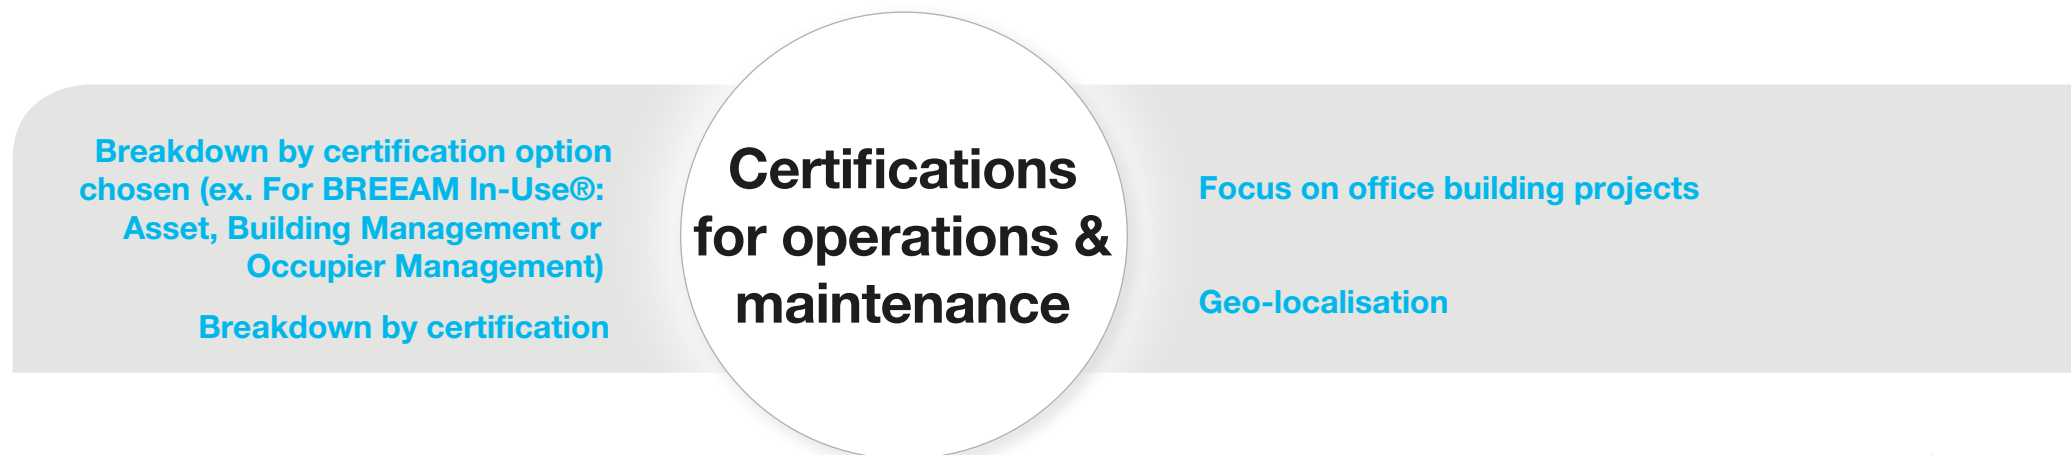 Breakdown by certification option
chosen (ex. For BREEAM In-Use®:
Asset, Building Management or
Occupier Management)
Breakdown by certification
Certifications
for operations &
maintenance
Focus on office building projects
Geo-localisation